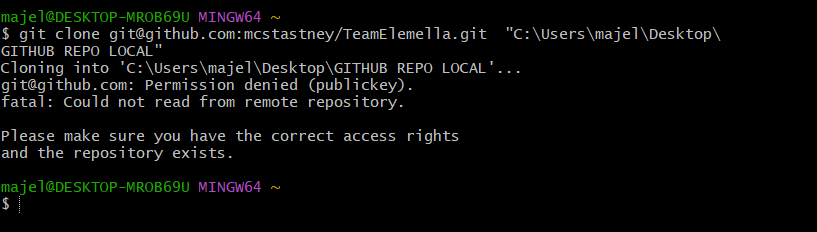 majel@DESKTOP-MROB69U MINGW64 ~
$ git clone git@github.com:mcstastney/TeamElemella.git  "C:\Users\majel\Desktop\
GITHUB REPO LOCAL"
Cloning into 'C:\Users\majel\Desktop\GITHUB REPO LOCAL'...
git@github.com: Permission denied (publickey).
fatal: Could not read from remote repository.

Please make sure you have the correct access rights
and the repository exists.

majel@DESKTOP-MROB69U MINGW64 ~
$